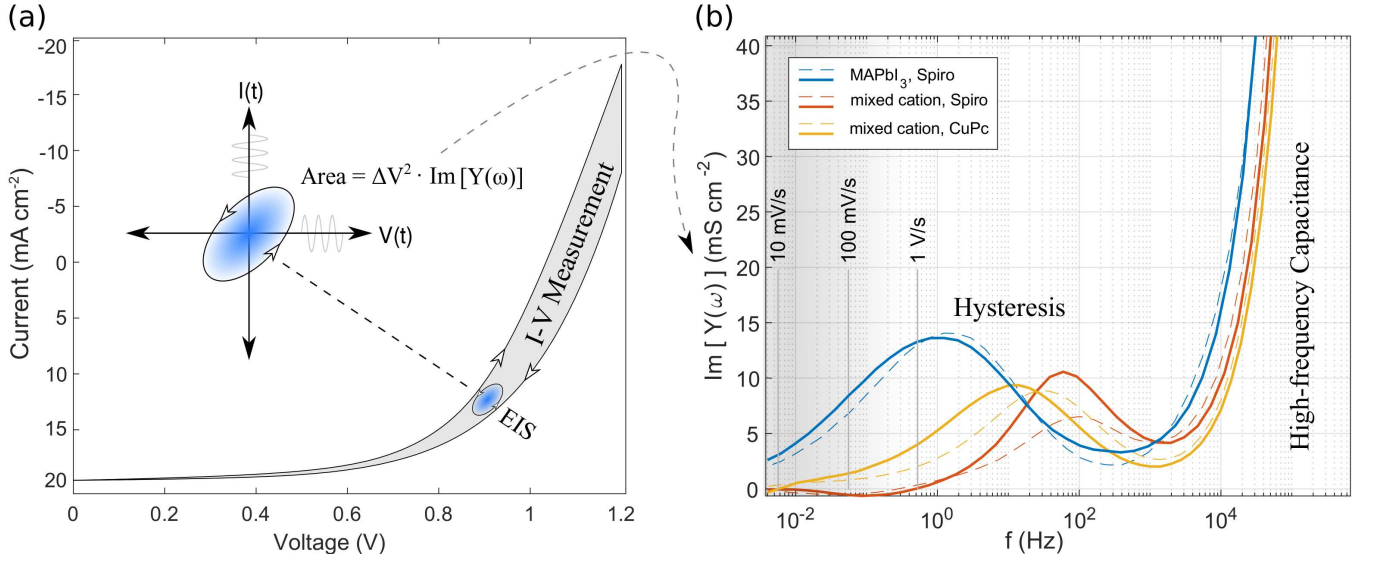 (a)
-20
-15
-10
-5
0
5
10
15
20
Current (mA cm-2)
0
0.2
0.4
0.6
0.8
1
1.2
Voltage (V)
I(t)
V(t)
Area = ΔV² · Im [Y(ω)]
I-V Measurement
EIS
(b)
40
35
30
25
20
15
10
5
0
Im [ Y(ω) ] (mS cm-2)
MAPbI3, Spiro
mixed cation, Spiro
mixed cation, CuPc
10 mV/s
100 mV/s
1 V/s
Hysteresis
High-frequency Capacitance
10-2
100
102
104
f (Hz)